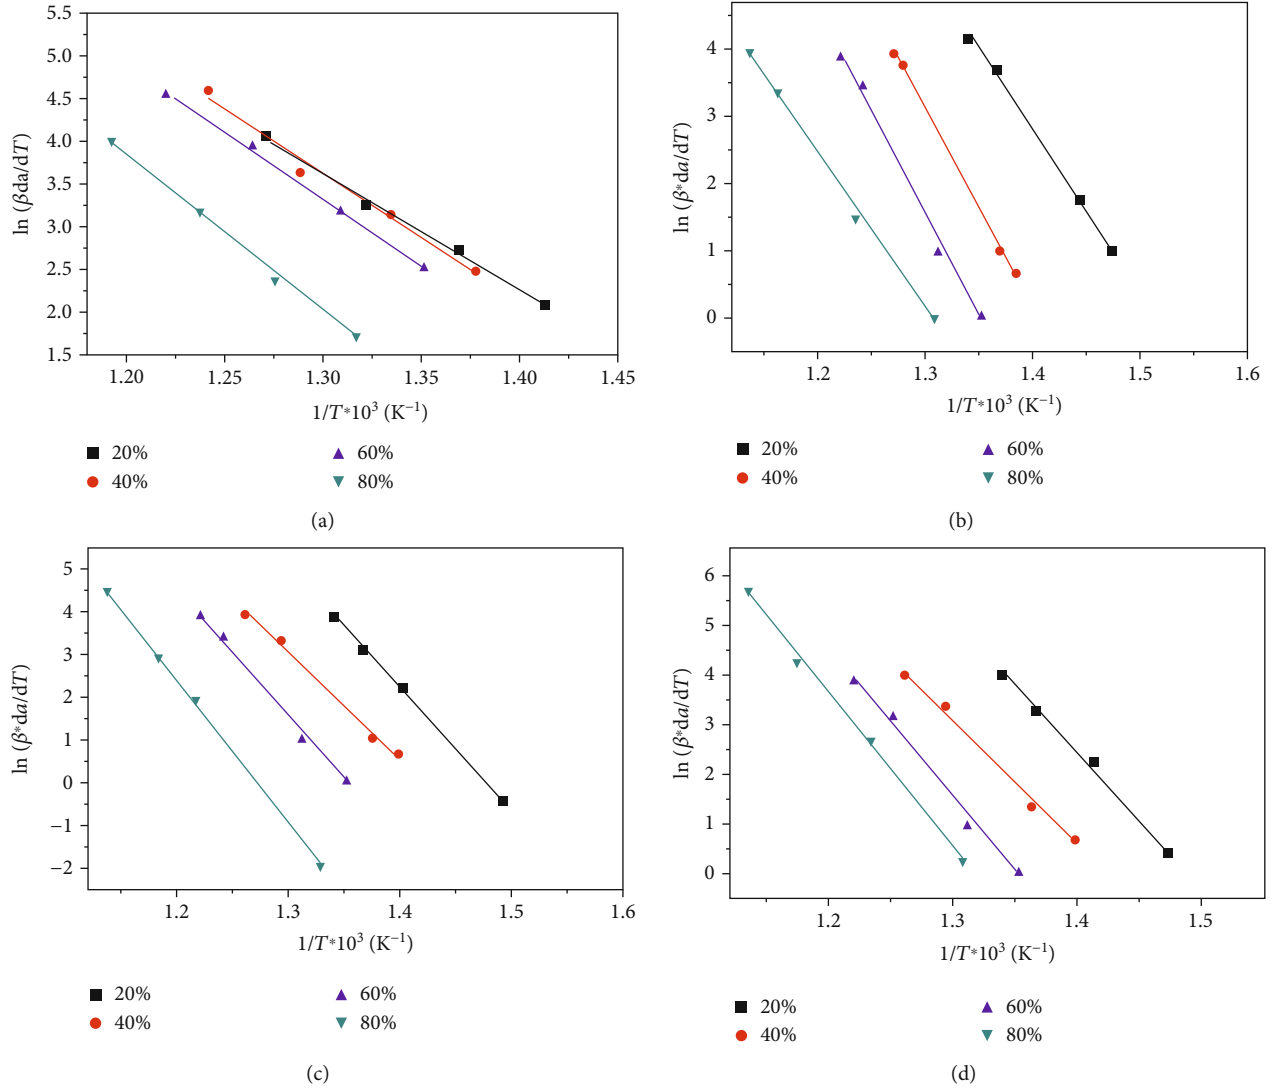 5.5
5.0
4.5
4.0
3.5
3.0
2.5
2.0
1.5
ln (βda/dT)
1.20 1.25 1.30 1.35 1.40 1.45
1/T*10³ (K⁻¹)
20% 60%
40% 80%
(a)
4
3
2
1
0
ln (β*da/dT)
1.2 1.3 1.4 1.5 1.6
1/T*10³ (K⁻¹)
20% 60%
40% 80%
(b)
5
4
3
2
1
0
−1
−2
ln (β*da/dT)
1.2 1.3 1.4 1.5 1.6
1/T*10³ (K⁻¹)
20% 60%
40% 80%
(c)
6
5
4
3
2
1
0
ln (β*da/dT)
1.2 1.3 1.4 1.5
1/T*10³ (K⁻¹)
20% 60%
40% 80%
(d)